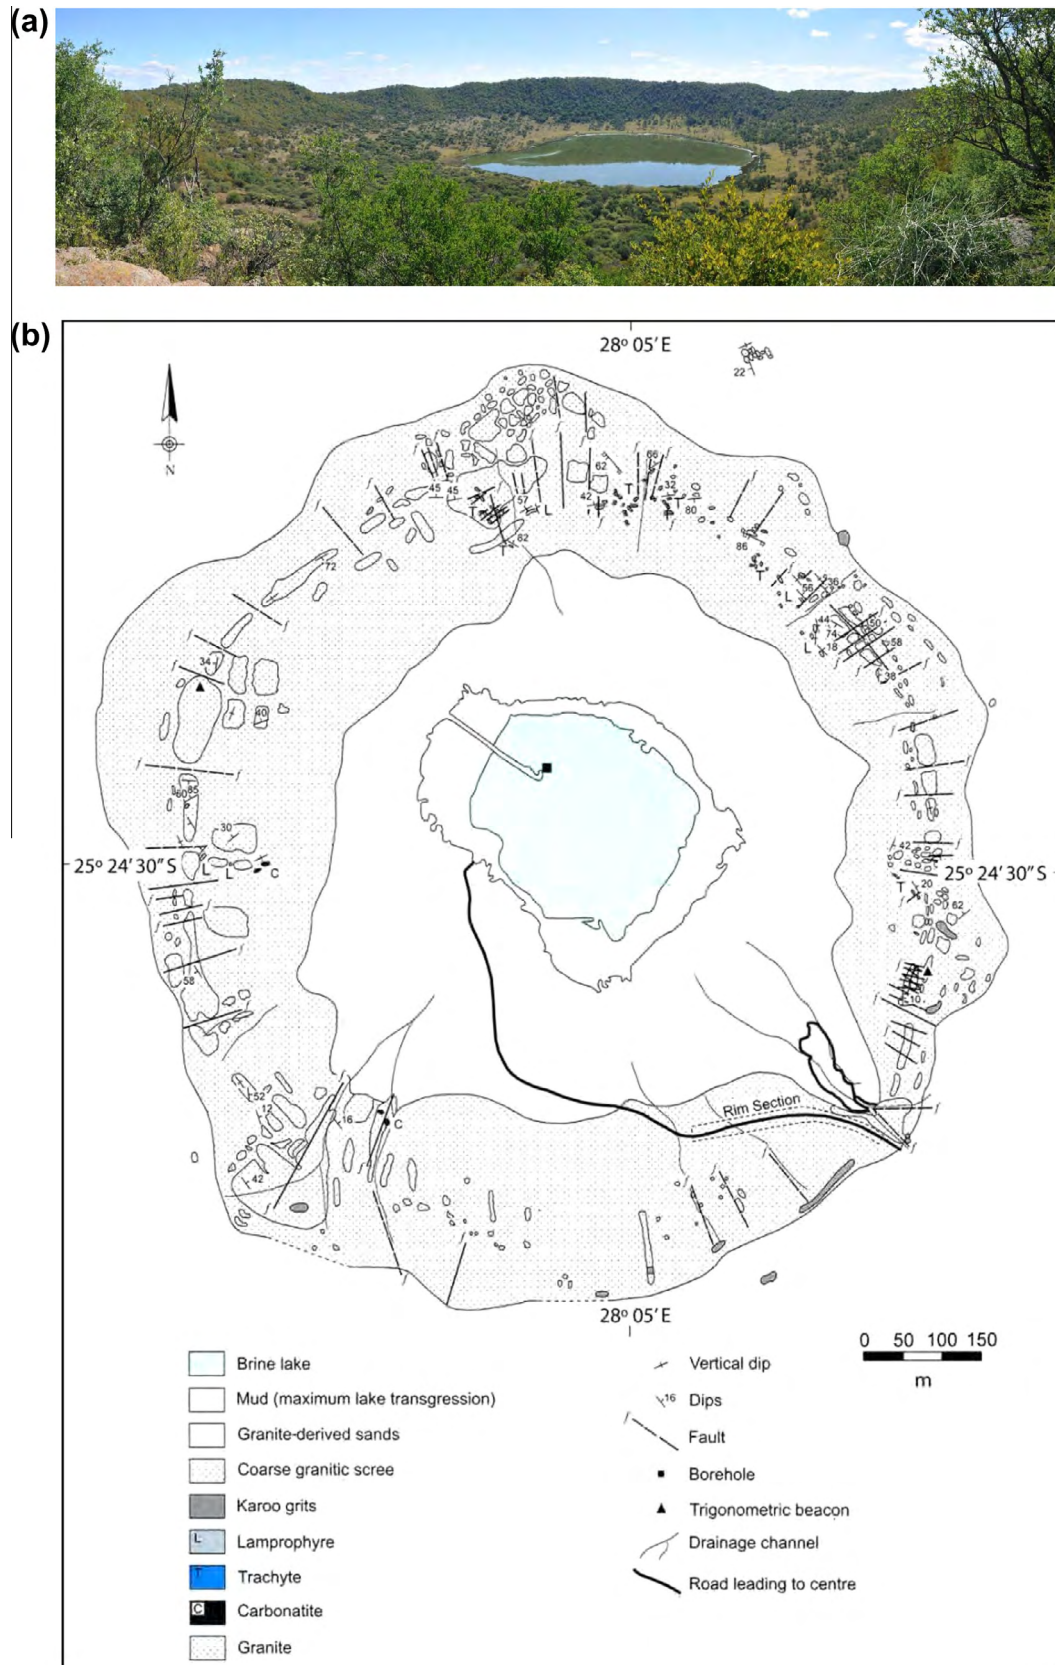 (a)
(b)
28° 05′ E
22
N
66
62
45 45
57
42
T
32
T
L
T
80
82
T
86
72
T
56
36
L
44
50
34
74
58
L
18
38
40
60 85
30
42
25° 24′ 30″ S
L
L
C
25° 24′ 30″ S
T
20
62
58
10
52
12
16
C
Rim Section
42
28° 05′ E
0 50 100 150
m
Brine lake
Mud (maximum lake transgression)
Granite-derived sands
Coarse granitic scree
Karoo grits
L
Lamprophyre
T
Trachyte
C
Carbonatite
Granite
Vertical dip
16
Dips
f
Fault
Borehole
Trigonometric beacon
Drainage channel
Road leading to centre